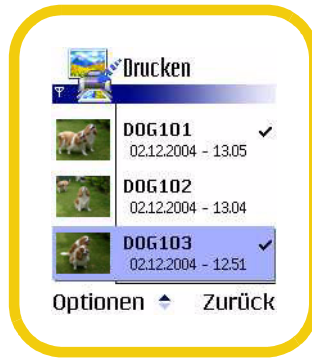 Drucken
DOG101
02.12.2004 - 13.05
DOG102
02.12.2004 - 13.04
DOG103
02.12.2004 - 12.51
Optionen Zurück